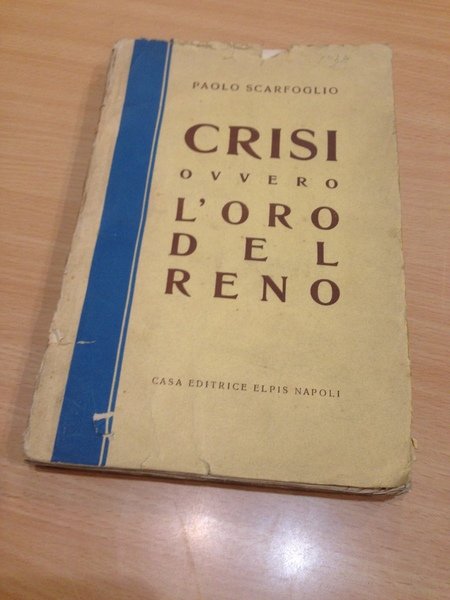 PAOLO SCARFOGLIO
CRISI
OVVERO
L'ORO
DEL
RENO
CASA EDITRICE ELPIS NAPOLI